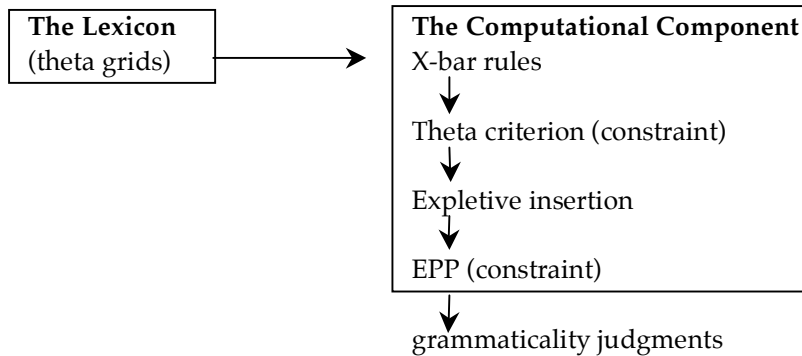 The Lexicon
(theta grids)
The Computational Component
X-bar rules
Theta criterion (constraint)
Expletive insertion
EPP (constraint)
grammaticality judgments